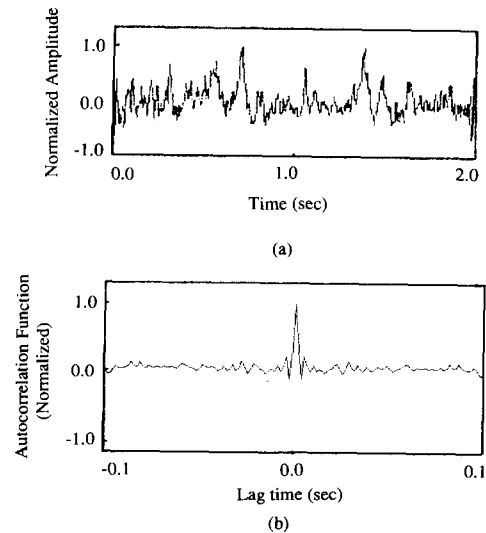 Normalized Amplitude
1.0
0.0
-1.0
0.0 1.0 2.0
Time (sec)
(a)
Autocorrelation Function
(Normalized)
1.0
0.0
-1.0
-0.1 0.0 0.1
Lag time (sec)
(b)